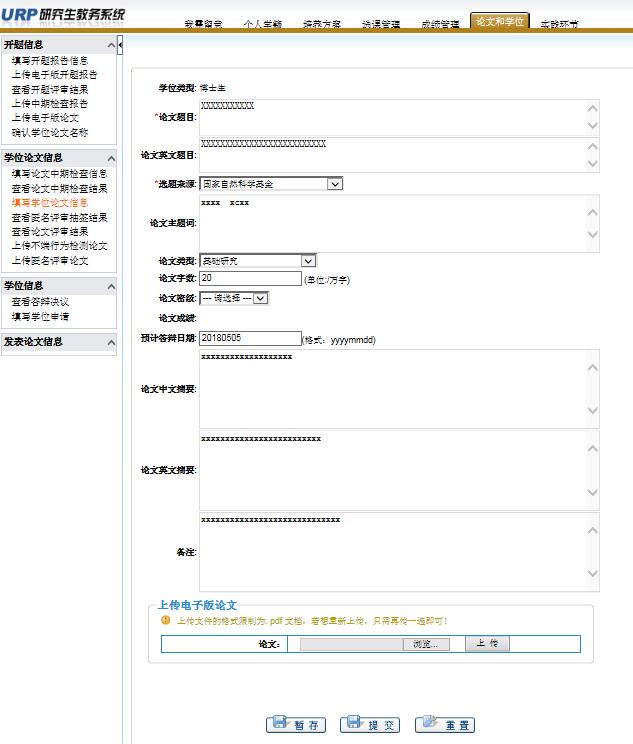 URP研究生教务系统
我要留言 个人学籍 培养方案 选课管理 成绩管理 论文和学位 实践环节
开题信息
填写开题报告信息
上传电子版开题报告
查看开题评审结果
上传中期检查报告
上传电子版论文
确认学位论文名称
学位论文信息
填写论文中期检查信息
查看论文中期检查结果
填写学位论文信息
查看匿名评审抽签结果
查看论文评审结果
上传不端行为检测论文
上传匿名评审论文
学位信息
查看答辩决议
填写学位申请
发表论文信息
学位类型: 博士生
*论文题目: XXXXXXXXXXX
论文英文题目: XXXXXXXXXXXXXXXXXXXXXXXXXX
*选题来源: 国家自然科学基金
论文主题词: xxxx xcxx
论文类型: 基础研究
论文字数: 20 (单位:/万字)
论文密级: --- 请选择 ---
论文成绩:
预计答辩日期: 20180505 (格式: yyyymmdd)
论文中文摘要: xxxxxxxxxxxxxxxxxxx
论文英文摘要: xxxxxxxxxxxxxxxxxxxxxxxxx
备注: xxxxxxxxxxxxxxxxxxxxxxxxxxxxx
上传电子版论文
上传文件的格式限制为: pdf 文档, 若想重新上传, 只需再传一遍即可!
论文: 浏览... 上 传
暂 存 提 交 重 置